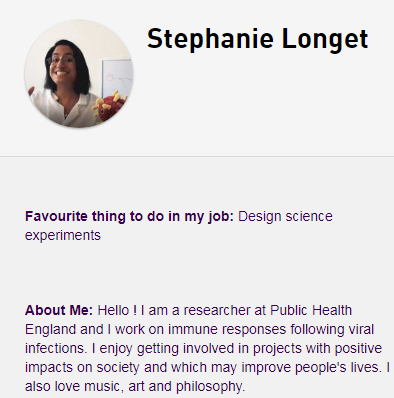 Stephanie Longet
Favourite thing to do in my job: Design science
experiments
About Me: Hello ! I am a researcher at Public Health
England and I work on immune responses following viral
infections. I enjoy getting involved in projects with positive
impacts on society and which may improve people's lives. I
also love music, art and philosophy.